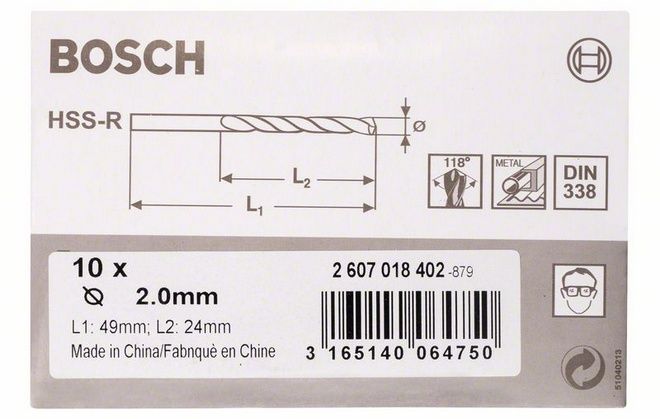 BOSCH
HSS-R
ø
L2
L1
118°
METAL
DIN
338
10 x
Ø 2.0mm
L1: 49mm; L2: 24mm
Made in China/Fabnquè en Chine
2 607 018 402 -879
3 165140 064750
51040213